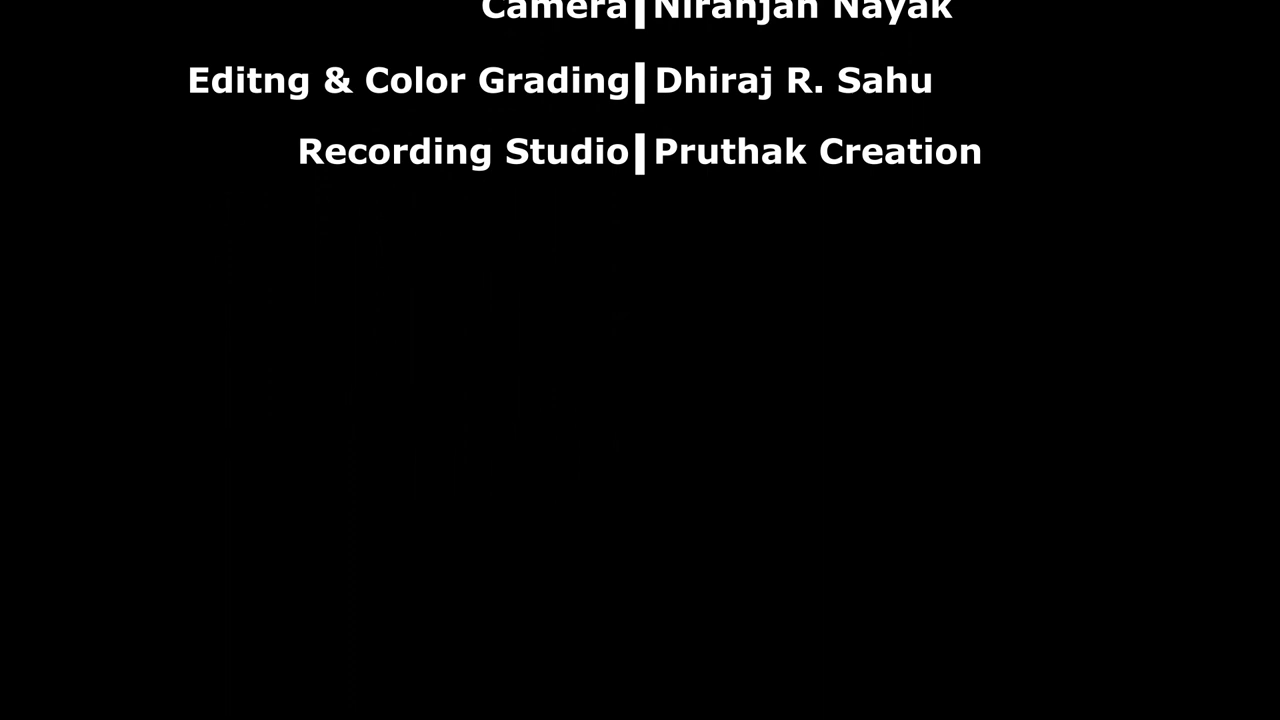 Camera|Niranjan Nayak
Editng & Color Grading|Dhiraj R. Sahu
Recording Studio|Pruthak Creation